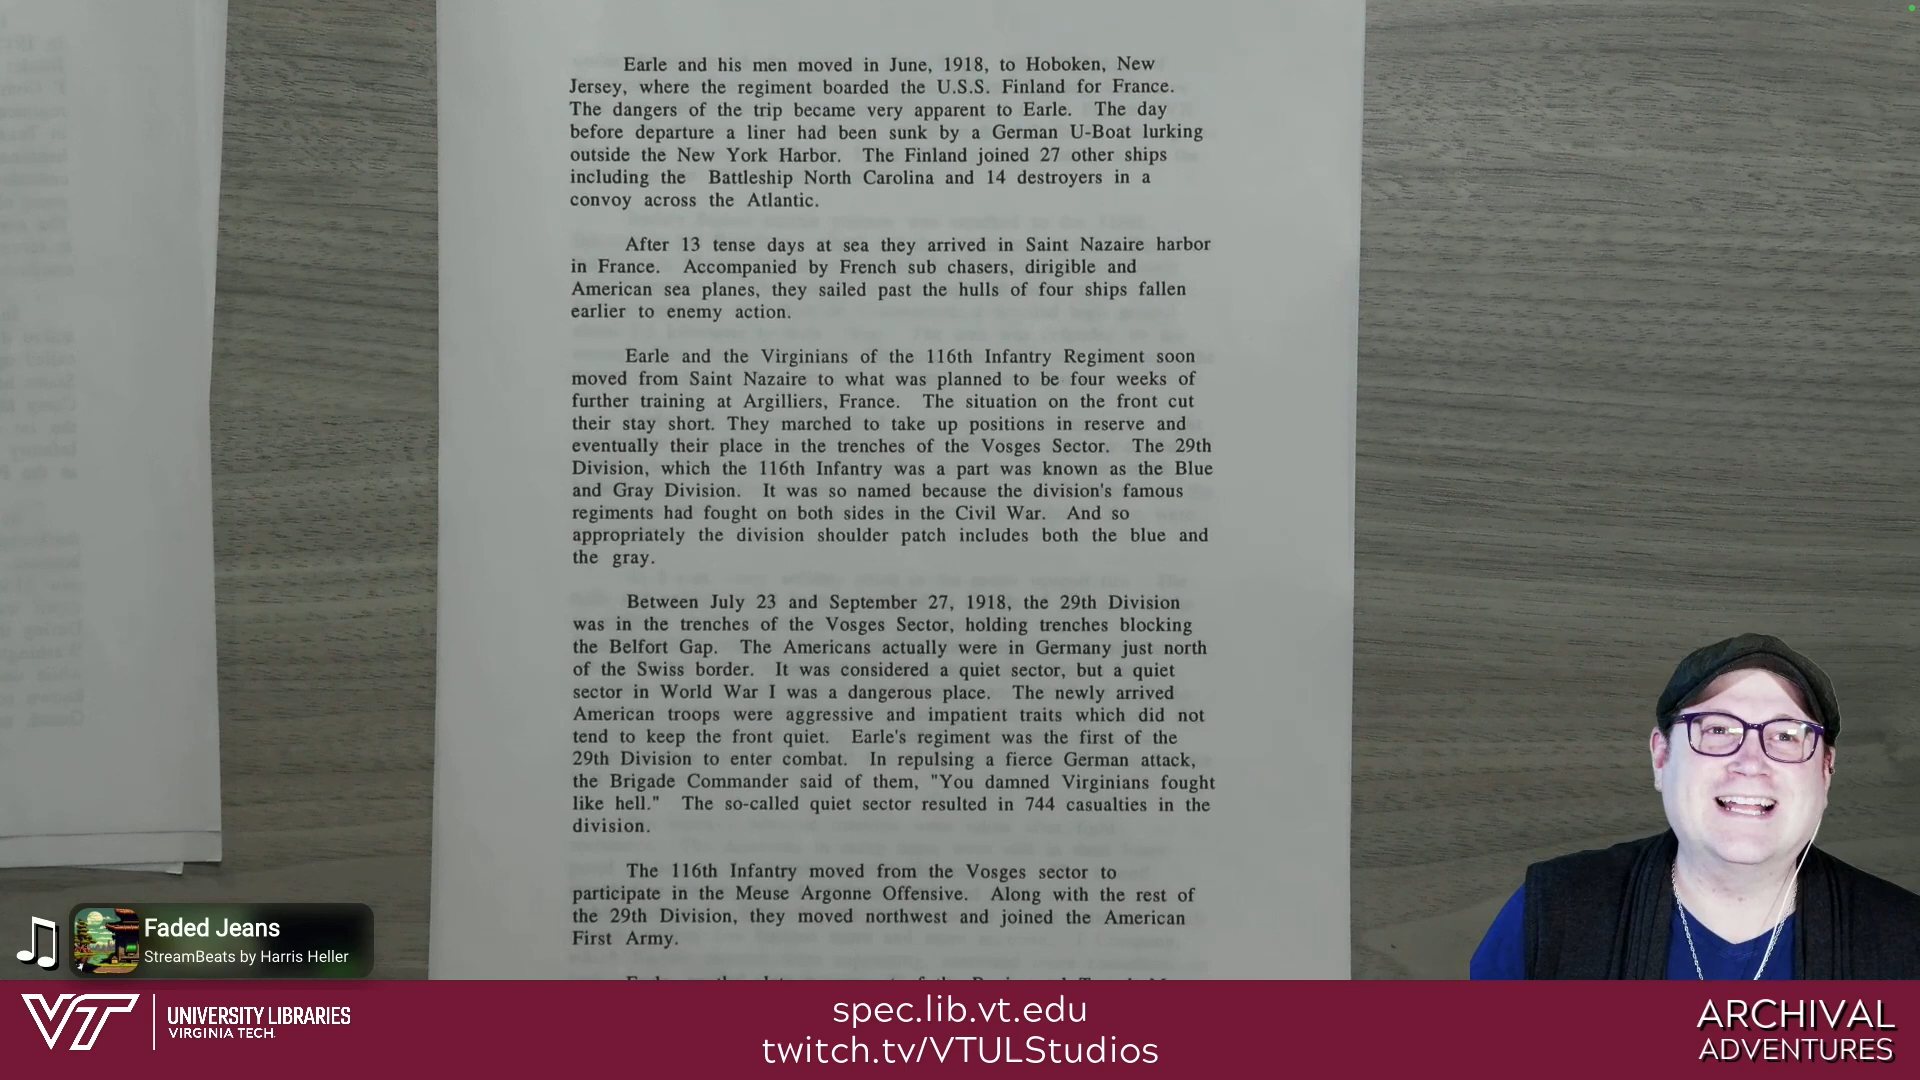 Earle and his men moved in June, 1918, to Hoboken, New
Jersey, where the regiment boarded the U.S.S. Finland for France.
The dangers of the trip became very apparent to Earle. The day
before departure a liner had been sunk by a German U-Boat lurking
outside the New York Harbor. The Finland joined 27 other ships
including the Battleship North Carolina and 14 destroyers in a
convoy across the Atlantic.
After 13 tense days at sea they arrived in Saint Nazaire harbor
in France. Accompanied by French sub chasers, dirigible and
American sea planes, they sailed past the hulls of four ships fallen
earlier to enemy action.
Earle and the Virginians of the 116th Infantry Regiment soon
moved from Saint Nazaire to what was planned to be four weeks of
further training at Argilliers, France. The situation on the front cut
their stay short. They marched to take up positions in reserve and
eventually their place in the trenches of the Vosges Sector. The 29th
Division, which the 116th Infantry was a part was known as the Blue
and Gray Division. It was so named because the division's famous
regiments had fought on both sides in the Civil War. And so
appropriately the division shoulder patch includes both the blue and
the gray.
Between July 23 and September 27, 1918, the 29th Division
was in the trenches of the Vosges Sector, holding trenches blocking
the Belfort Gap. The Americans actually were in Germany just north
of the Swiss border. It was considered a quiet sector, but a quiet
sector in World War I was a dangerous place. The newly arrived
American troops were aggressive and impatient traits which did not
tend to keep the front quiet. Earle's regiment was the first of the
29th Division to enter combat. In repulsing a fierce German attack,
the Brigade Commander said of them, "You damned Virginians fought
like hell." The so-called quiet sector resulted in 744 casualties in the
division.
The 116th Infantry moved from the Vosges sector to
participate in the Meuse Argonne Offensive. Along with the rest of
the 29th Division, they moved northwest and joined the American
First Army.
Faded Jeans
StreamBeats by Harris Heller
VT
UNIVERSITY LIBRARIES
VIRGINIA TECH.
spec.lib.vt.edu
twitch.tv/VTULStudios
ARCHIVAL
ADVENTURES